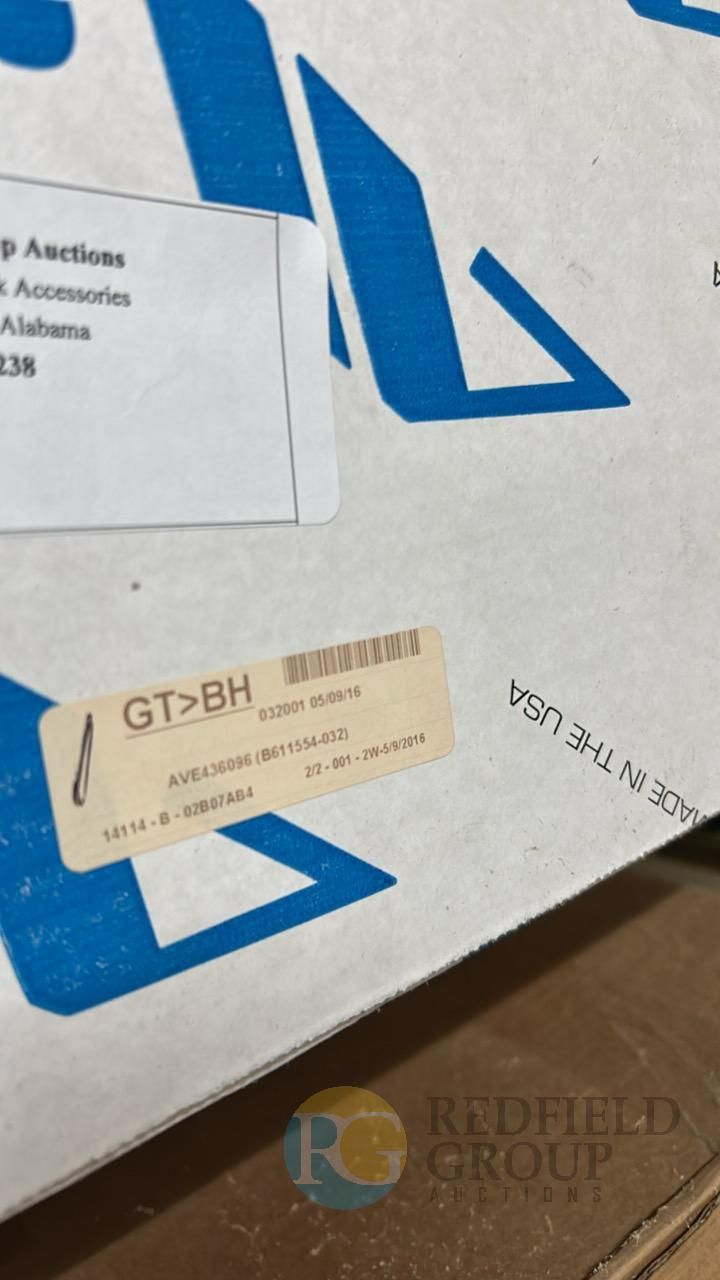 p Auctions
k Accessories
Alabama
238
GT>BH
032001 05/09/16
AVE436096 (B611554-032)
2/2 - 001 - 2W-5/9/2016
14114 - B - 02B07AB4
MADE IN THE USA
RG
REDFIELD
GROUP
AUCTIONS